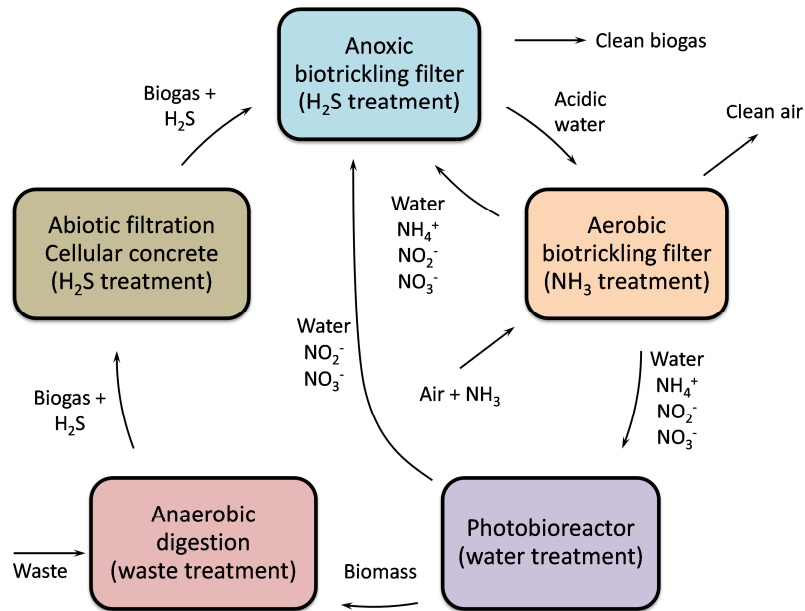 Anoxic
biotrickling filter
(H₂S treatment)
Clean biogas
Biogas +
H₂S
Acidic
water
Clean air
Abiotic filtration
Cellular concrete
(H₂S treatment)
Water
NH₄⁺
NO₂⁻
NO₃⁻
Aerobic
biotrickling filter
(NH₃ treatment)
Water
NO₂⁻
NO₃⁻
Air + NH₃
Water
NH₄⁺
NO₂⁻
NO₃⁻
Biogas +
H₂S
Anaerobic
digestion
(waste treatment)
Photobioreactor
(water treatment)
Waste
Biomass